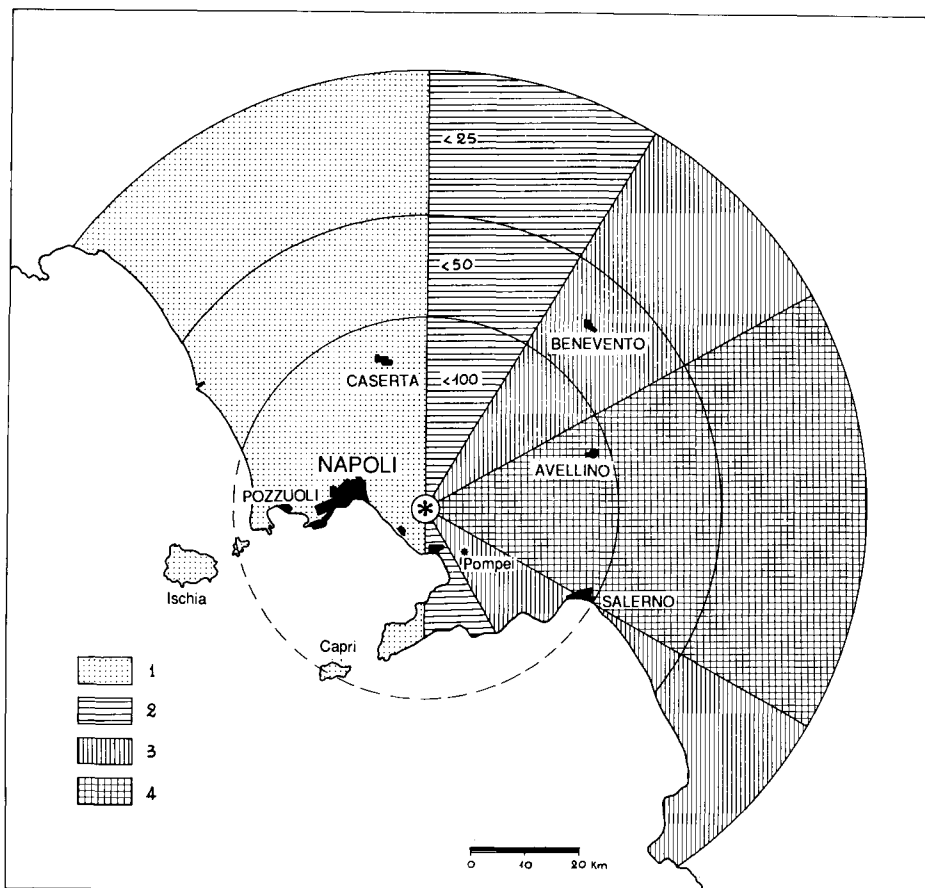 <25
<50
BENEVENTO
CASERTA
<100
NAPOLI
AVELLINO
POZZUOLI
*
Pompei
Ischia
SALERNO
Capri
1
2
3
4
0 10 20 Km